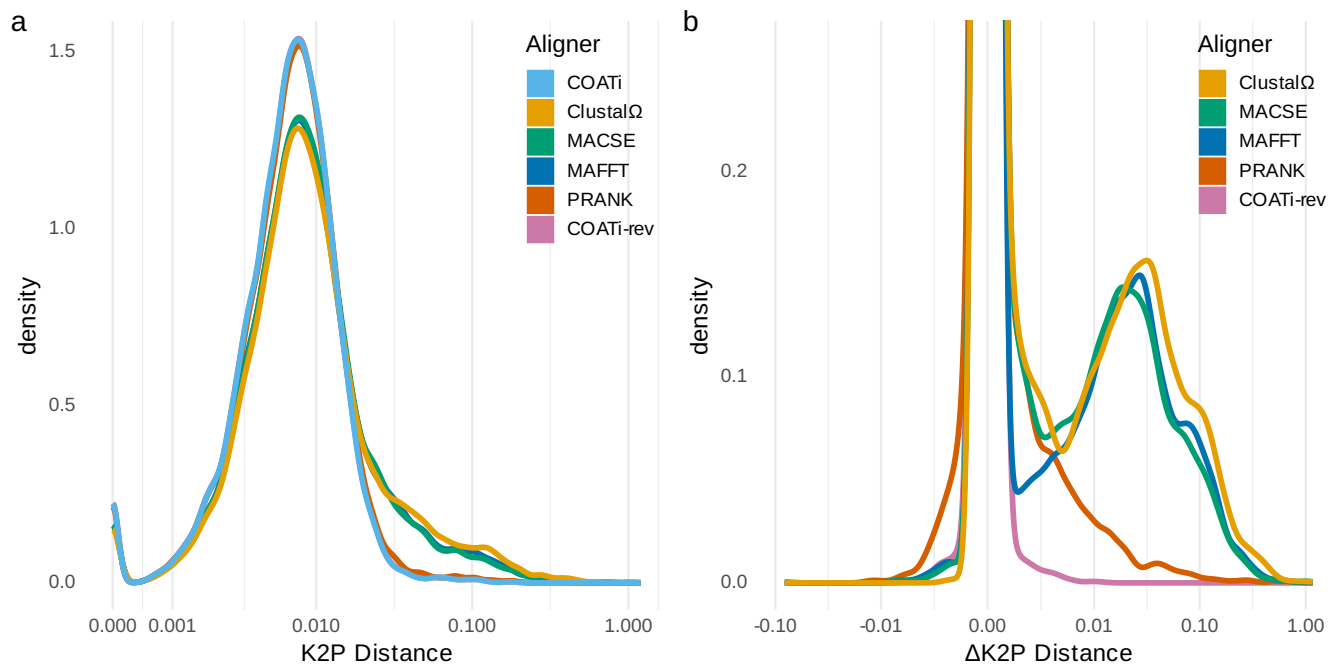 a
1.5
1.0
0.5
0.0
density
0.000
0.001
0.010
0.100
1.000
K2P Distance
Aligner
COATi
ClustalΩ
MACSE
MAFFT
PRANK
COATi-rev
b
0.2
0.1
0.0
density
-0.10
-0.01
0.00
0.01
0.10
1.00
ΔK2P Distance
Aligner
ClustalΩ
MACSE
MAFFT
PRANK
COATi-rev